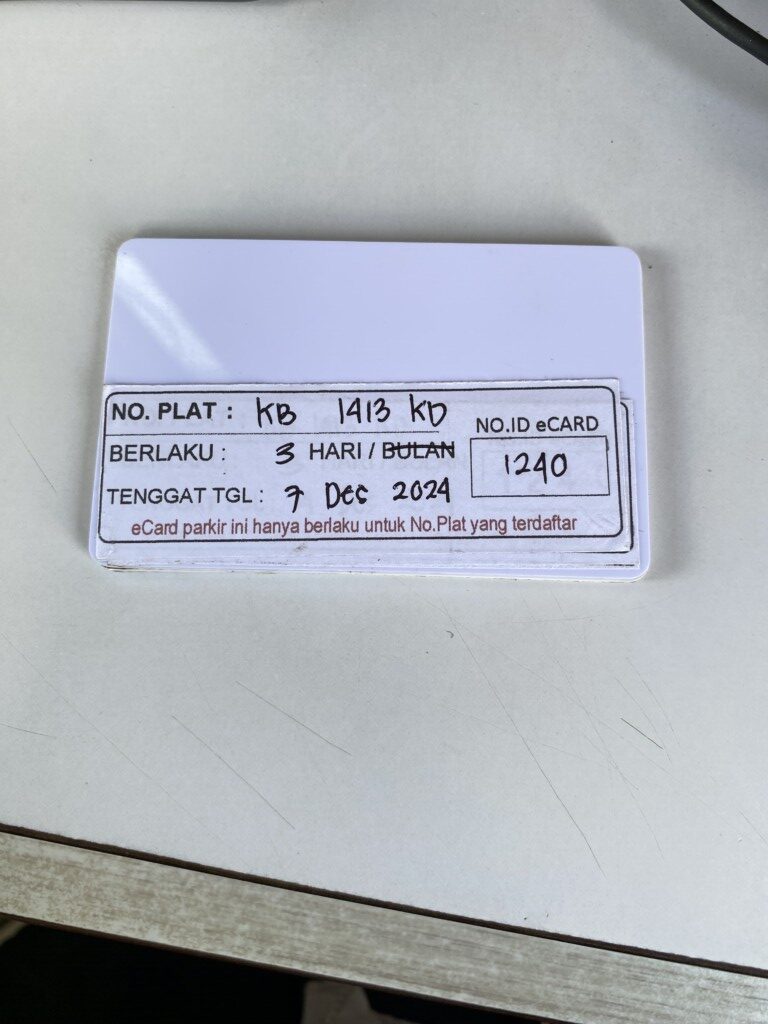 NO. PLAT : KB 1413 KD
NO.ID eCARD
BERLAKU : 3 HARI / BULAN
1240
TENGGAT TGL : 7 Dec 2024
eCard parkir ini hanya berlaku untuk No.Plat yang terdaftar